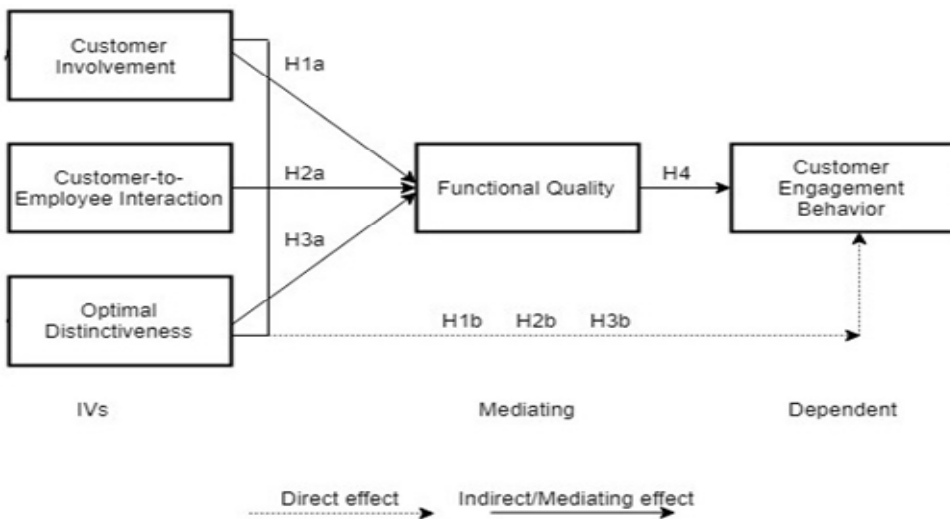 Customer
Involvement
H1a
Customer-to-
Employee Interaction
H2a
Functional Quality
H4
Customer
Engagement
Behavior
H3a
Optimal
Distinctiveness
H1b H2b H3b
IVs
Mediating
Dependent
Direct effect
Indirect/Mediating effect